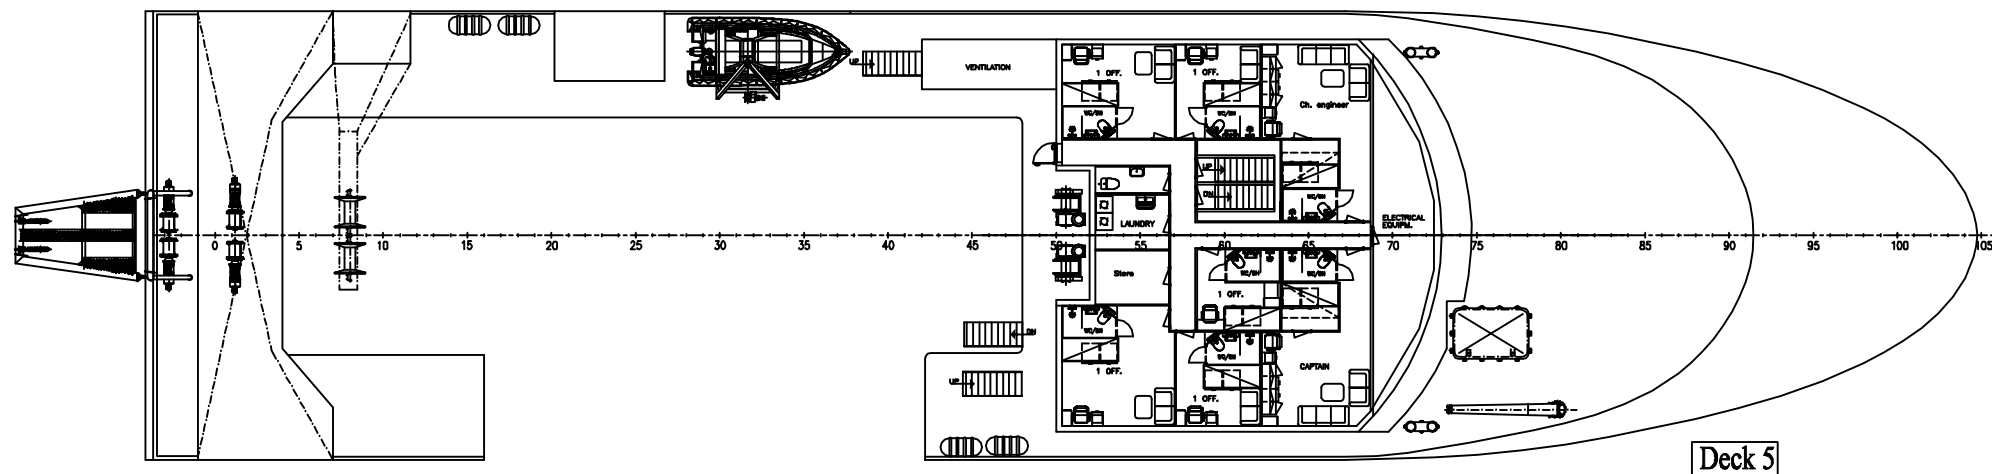 UP
VENTILATION
1 OFF.
1 OFF.
Ch. engineer
WC/SH
WC/SH
UP
DN
WC/SH
LAUNDRY
ELECTRICAL
EQUIPM.
0 5 10 15 20 25 30 35 40 45 50 55 60 65 70 75 80 85 90 95 100 105
Store
WC/SH
WC/SH
1 OFF.
DN
WC/SH
WC/SH
1 OFF.
CAPTAIN
UP
1 OFF.
Deck 5